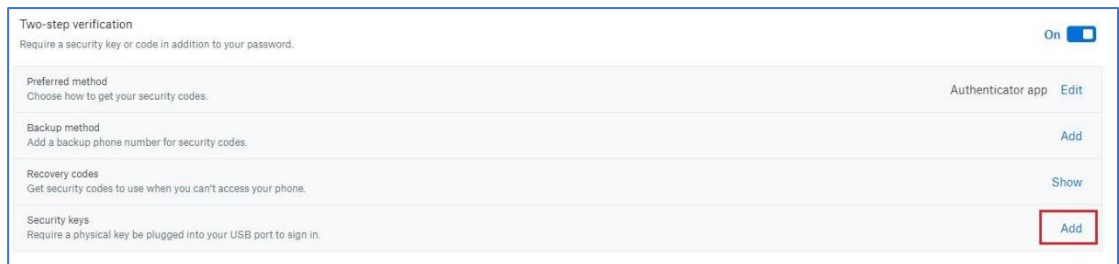 Two-step verification
Require a security key or code in addition to your password.
On
Preferred method
Choose how to get your security codes.
Authenticator app Edit
Backup method
Add a backup phone number for security codes.
Add
Recovery codes
Get security codes to use when you can't access your phone.
Show
Security keys
Require a physical key be plugged into your USB port to sign in.
Add